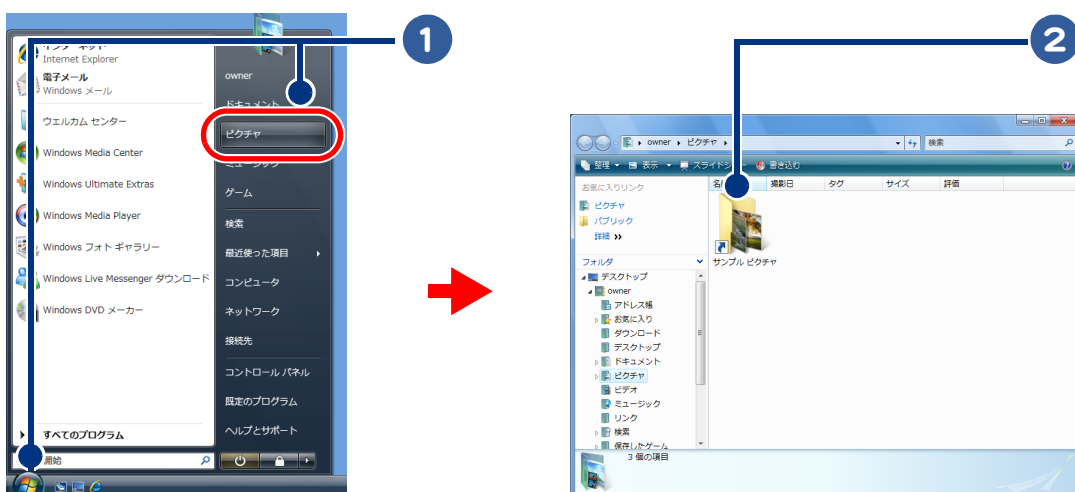 1
インターネット
Internet Explorer
電子メール
Windows メール
ウェルカム センター
Windows Media Center
Windows Ultimate Extras
Windows Media Player
Windows フォト ギャラリー
Windows Live Messenger ダウンロード
Windows DVD メーカー
すべてのプログラム
開始
owner
ドキュメント
ピクチャ
ミュージック
ゲーム
検索
最近使った項目
コンピュータ
ネットワーク
接続先
コントロール パネル
既定のプログラム
ヘルプとサポート
2
owner ピクチャ
検索
整理 表示 スライドショー 書き込む
お気に入りリンク
ピクチャ
パブリック
詳細 »
フォルダ
デスクトップ
owner
アドレス帳
お気に入り
ダウンロード
デスクトップ
ドキュメント
ピクチャ
ビデオ
ミュージック
リンク
検索
保存したゲーム
撮影日 タグ サイズ 評価
サンプル ピクチャ
3 個の項目